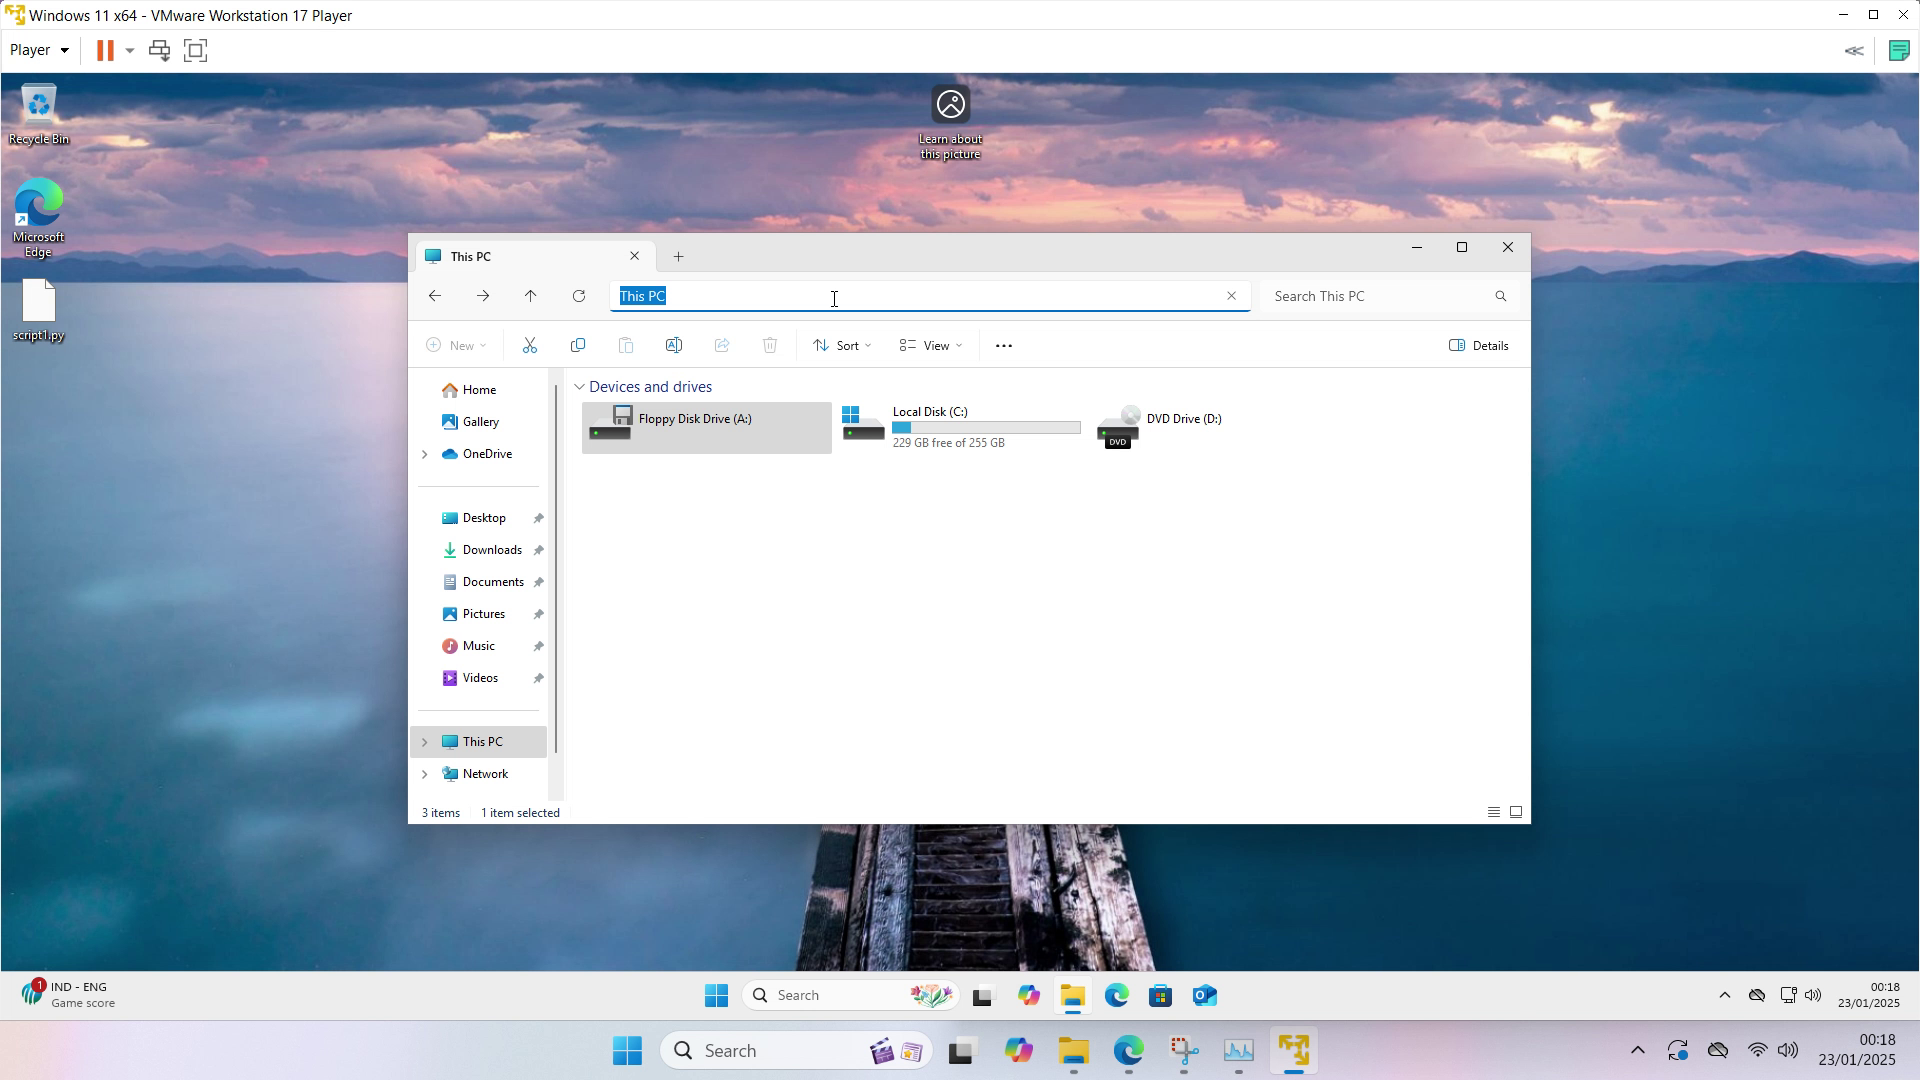 Windows 11 x64 - VMware Workstation 17 Player
Player
Recycle Bin
Learn about
this picture
Microsoft
Edge
script1.py
This PC
This PC
Search This PC
New
Sort
View
Details
Home
Gallery
OneDrive
Desktop
Downloads
Documents
Pictures
Music
Videos
This PC
Network
Devices and drives
Floppy Disk Drive (A:)
Local Disk (C:)
229 GB free of 255 GB
DVD Drive (D:)
DVD
3 items
1 item selected
1
IND - ENG
Game score
Search
00:18
23/01/2025
Search
00:18
23/01/2025